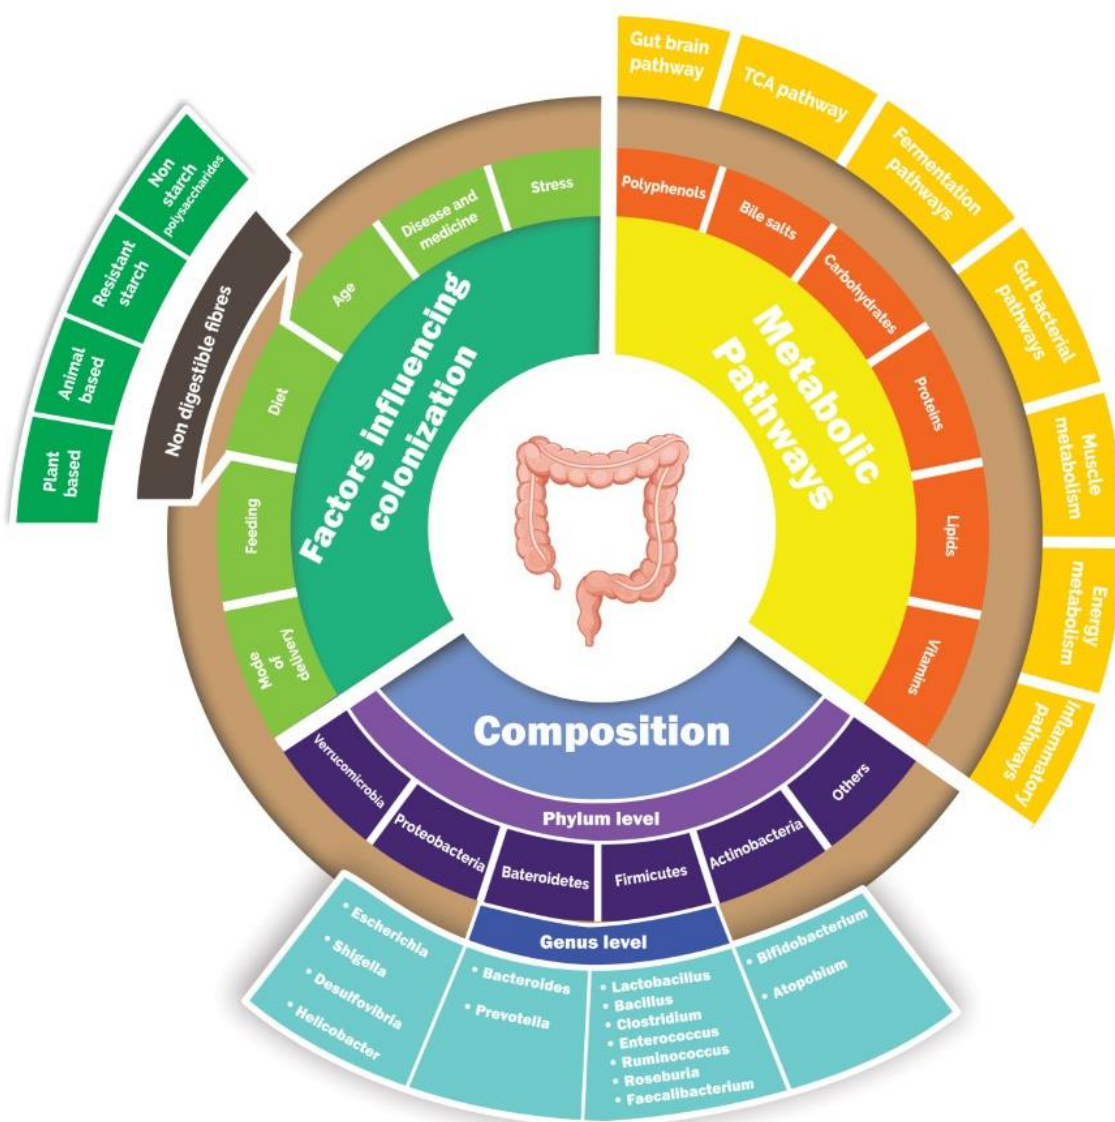 Gut brain
pathway
TCA pathway
Fermentation
pathways
Gut bacterial
pathways
Muscle
metabolism
Energy
metabolism
Inflammatory
pathways
Polyphenols
Bile salts
Carbohydrates
Proteins
Lipids
Vitamins
Metabolic
Pathways
Non
starch
polysaccharides
Resistant
starch
Animal
based
Plant
based
Non digestible fibres
Stress
Disease and
medicine
Age
Diet
Feeding
Mode
of
delivery
Factors influencing
colonization
Composition
Phylum level
Verrucomicrobia
Proteobacteria
Bateroidetes
Firmicutes
Actinobacteria
Others
Genus level
• Escherichia
• Shigella
• Desulfovibria
• Helicobacter
• Bacteroides
• Prevotella
• Lactobacillus
• Bacillus
• Clostridium
• Enterococcus
• Ruminococcus
• Roseburia
• Faecalibacterium
• Bifidobacterium
• Atopobium